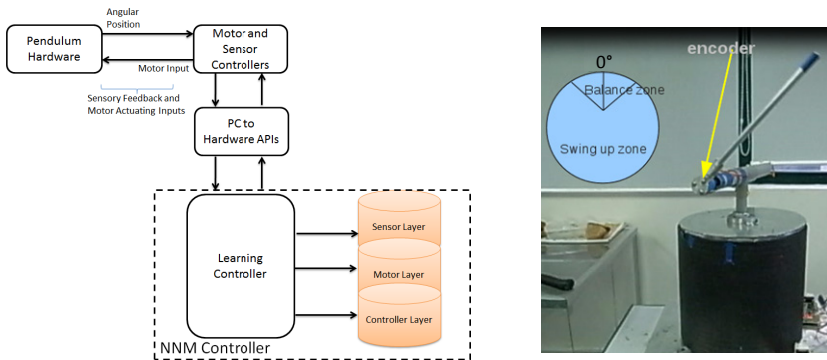 Angular
Position
Pendulum
Hardware
Motor and
Sensor
Controllers
Motor Input
Sensory Feedback and
Motor Actuating Inputs
PC to
Hardware APIs
Learning
Controller
Sensor Layer
Motor Layer
Controller Layer
NNM Controller
encoder
0°
Balance zone
Swing up zone